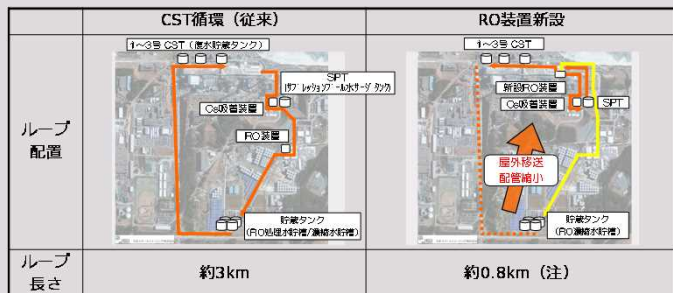 CST循環（従来）
RO装置新設
ループ
配置
1～3号 CST（復水貯蔵タンク）
SPT
(サプレッションプール水サージタンク)
Cs吸着装置
RO装置
貯蔵タンク
(RO処理水貯槽/濃縮水貯槽)
1～3号 CST
新設RO装置
Cs吸着装置
SPT
屋外移送
配管縮小
貯蔵タンク
(RO濃縮水貯槽)
ループ
長さ
約3km
約0.8km（注）